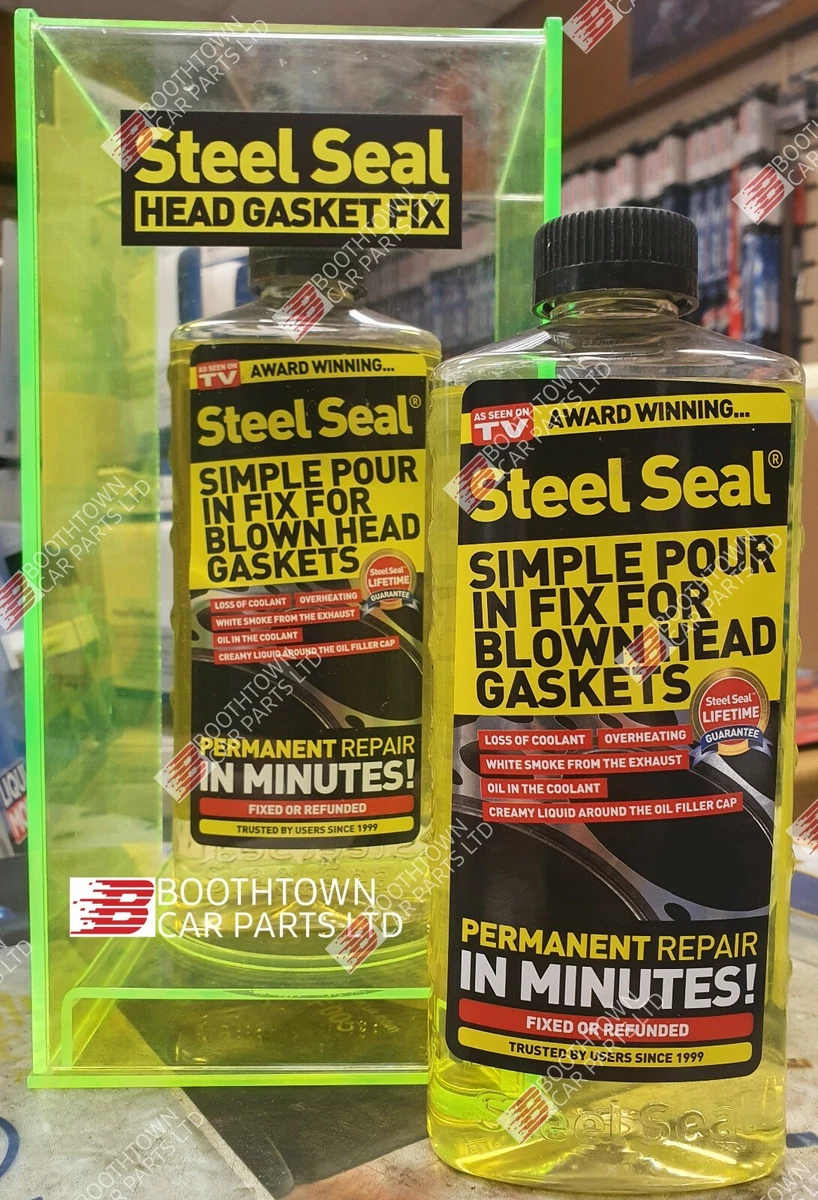 Steel Seal
HEAD GASKET FIX
AS SEEN ON
TV
AWARD WINNING...
Steel Seal®
SIMPLE POUR
IN FIX FOR
BLOWN HEAD
GASKETS
Steel Seal™
LIFETIME
GUARANTEE
LOSS OF COOLANT OVERHEATING
WHITE SMOKE FROM THE EXHAUST
OIL IN THE COOLANT
CREAMY LIQUID AROUND THE OIL FILLER CAP
PERMANENT REPAIR
IN MINUTES!
FIXED OR REFUNDED
TRUSTED BY USERS SINCE 1999
AS SEEN ON
TV
AWARD WINNING...
Steel Seal®
SIMPLE POUR
IN FIX FOR
BLOWN HEAD
GASKETS
Steel Seal™
LIFETIME
GUARANTEE
LOSS OF COOLANT OVERHEATING
WHITE SMOKE FROM THE EXHAUST
OIL IN THE COOLANT
CREAMY LIQUID AROUND THE OIL FILLER CAP
PERMANENT REPAIR
IN MINUTES!
FIXED OR REFUNDED
TRUSTED BY USERS SINCE 1999
Steel Seal
BOOTHTOWN
CAR PARTS LTD